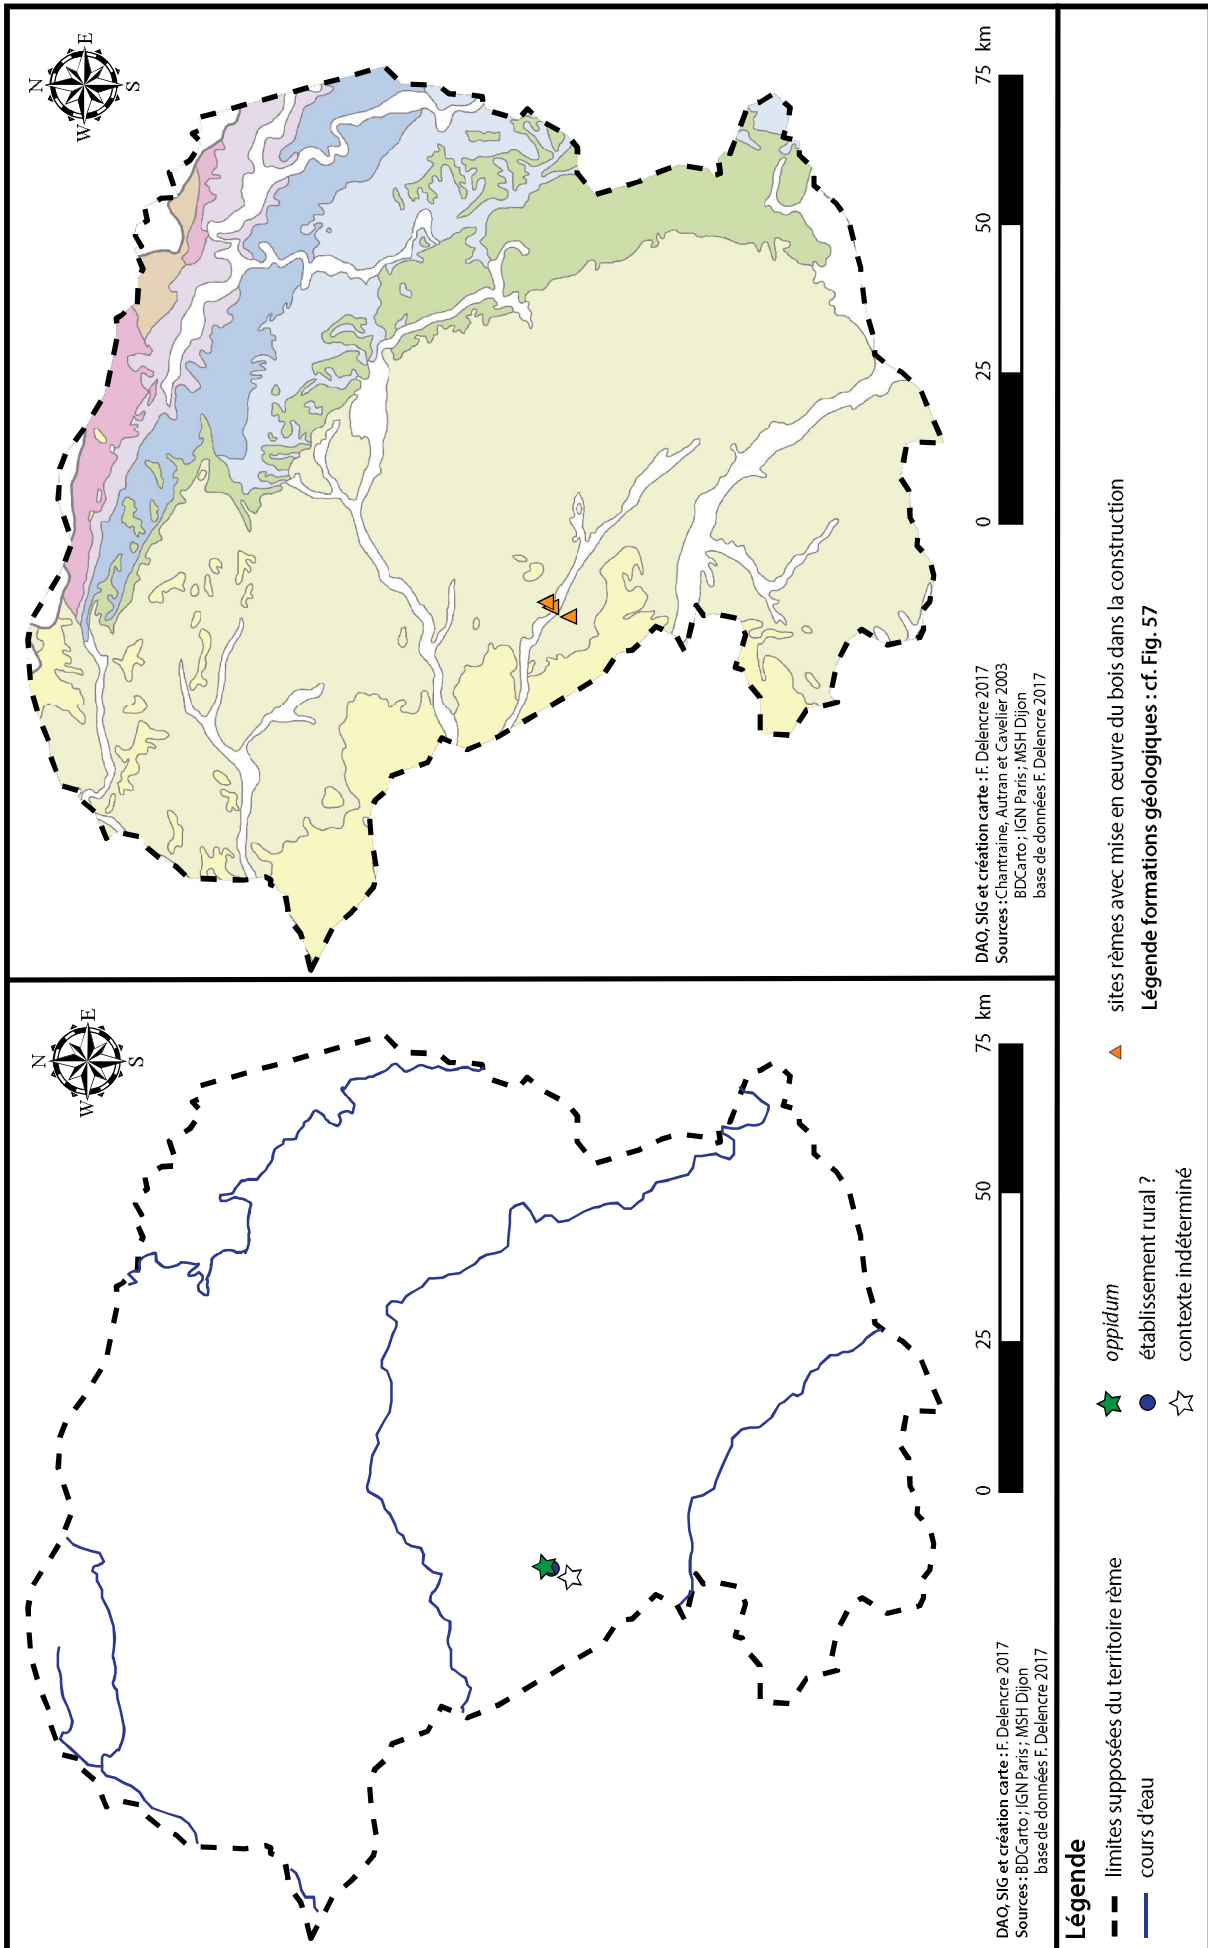 N
E
S
W
0
25
50
75
km
DAO, SIG et création carte : F. Delencre 2017
Sources : BDCarto ; IGN Paris ; MSH Dijon
base de données F. Delencre 2017
N
E
S
W
0
25
50
75
km
DAO, SIG et création carte : F. Delencre 2017
Sources : Chantraine, Autran et Cavelier 2003
BDCarto ; IGN Paris ; MSH Dijon
base de données F. Delencre 2017
Légende
limites supposées du territoire rème
cours d'eau
oppidum
établissement rural ?
contexte indéterminé
sites rèmes avec mise en œuvre du bois dans la construction
Légende formations géologiques : cf. Fig. 57